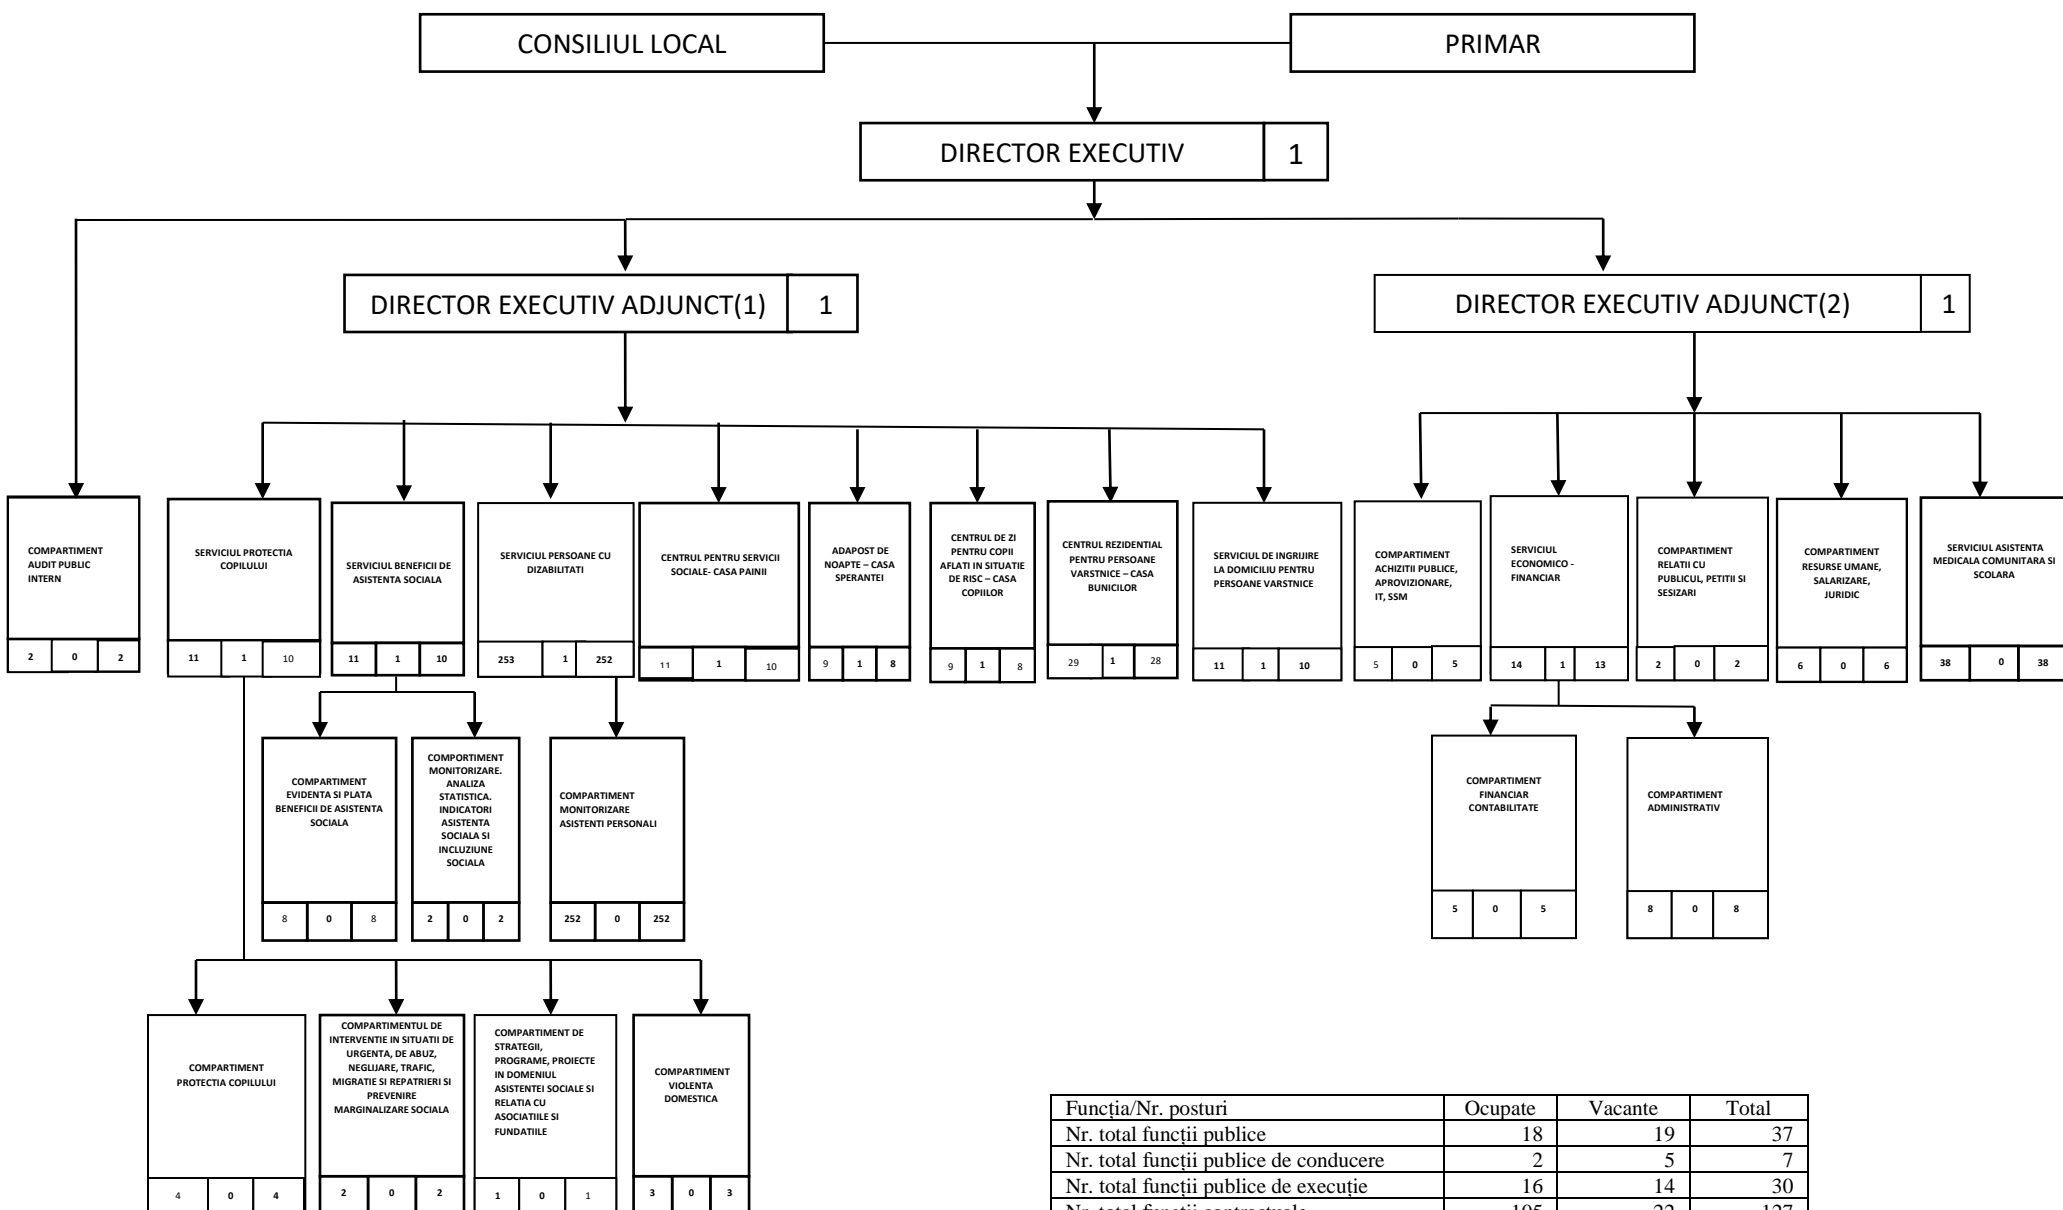 CONSILIUL LOCAL
PRIMAR
DIRECTOR EXECUTIV 1
DIRECTOR EXECUTIV ADJUNCT(1) 1
DIRECTOR EXECUTIV ADJUNCT(2) 1
COMPARTIMENT
AUDIT PUBLIC
INTERN
2 0 2
SERVICIUL PROTECTIA
COPILULUI
11 1 10
SERVICIUL BENEFICII DE
ASISTENTA SOCIALA
11 1 10
SERVICIUL PERSOANE CU
DIZABILITATI
253 1 252
CENTRUL PENTRU SERVICII
SOCIALE- CASA PAINII
11 1 10
ADAPOST DE
NOAPTE – CASA
SPERANTEI
9 1 8
CENTRUL DE ZI
PENTRU COPII
AFLATI IN SITUATIE
DE RISC – CASA
COPIILOR
9 1 8
CENTRUL REZIDENTIAL
PENTRU PERSOANE
VARSTNICE – CASA
BUNICILOR
29 1 28
SERVICIUL DE INGRIJIRE
LA DOMICILIU PENTRU
PERSOANE VARSTNICE
11 1 10
COMPARTIMENT
ACHIZITII PUBLICE,
APROVIZIONARE,
IT, SSM
5 0 5
SERVICIUL
ECONOMICO -
FINANCIAR
14 1 13
COMPARTIMENT
RELATII CU
PUBLICUL, PETITII SI
SESIZARI
2 0 2
COMPARTIMENT
RESURSE UMANE,
SALARIZARE,
JURIDIC
6 0 6
SERVICIUL ASISTENTA
MEDICALA COMUNITARA SI
SCOLARA
38 0 38
COMPARTIMENT
EVIDENTA SI PLATA
BENEFICII DE ASISTENTA
SOCIALA
8 0 8
COMPORTIMENT
MONITORIZARE.
ANALIZA
STATISTICA.
INDICATORI
ASISTENTA
SOCIALA SI
INCLUZIUNE
SOCIALA
2 0 2
COMPARTIMENT
MONITORIZARE
ASISTENTI PERSONALI
252 0 252
COMPARTIMENT
FINANCIAR
CONTABILITATE
5 0 5
COMPARTIMENT
ADMINISTRATIV
8 0 8
COMPARTIMENT
PROTECTIA COPILULUI
4 0 4
COMPARTIMENTUL DE
INTERVENTIE IN SITUATII DE
URGENTA, DE ABUZ,
NEGLIJARE, TRAFIC,
MIGRATIE SI REPATRIERI SI
PREVENIRE
MARGINALIZARE SOCIALA
2 0 2
COMPARTIMENT DE
STRATEGII,
PROGRAME, PROIECTE
IN DOMENIUL
ASISTENTEI SOCIALE SI
RELATIA CU
ASOCIATIILE SI
FUNDATIILE
1 0 1
COMPARTIMENT
VIOLENTA
DOMESTICA
3 0 3
Funcția/Nr. posturi Ocupate Vacante Total
Nr. total funcții publice 18 19 37
Nr. total funcții publice de conducere 2 5 7
Nr. total funcții publice de execuție 16 14 30
Nr. total funcții contractuale 105 22 127